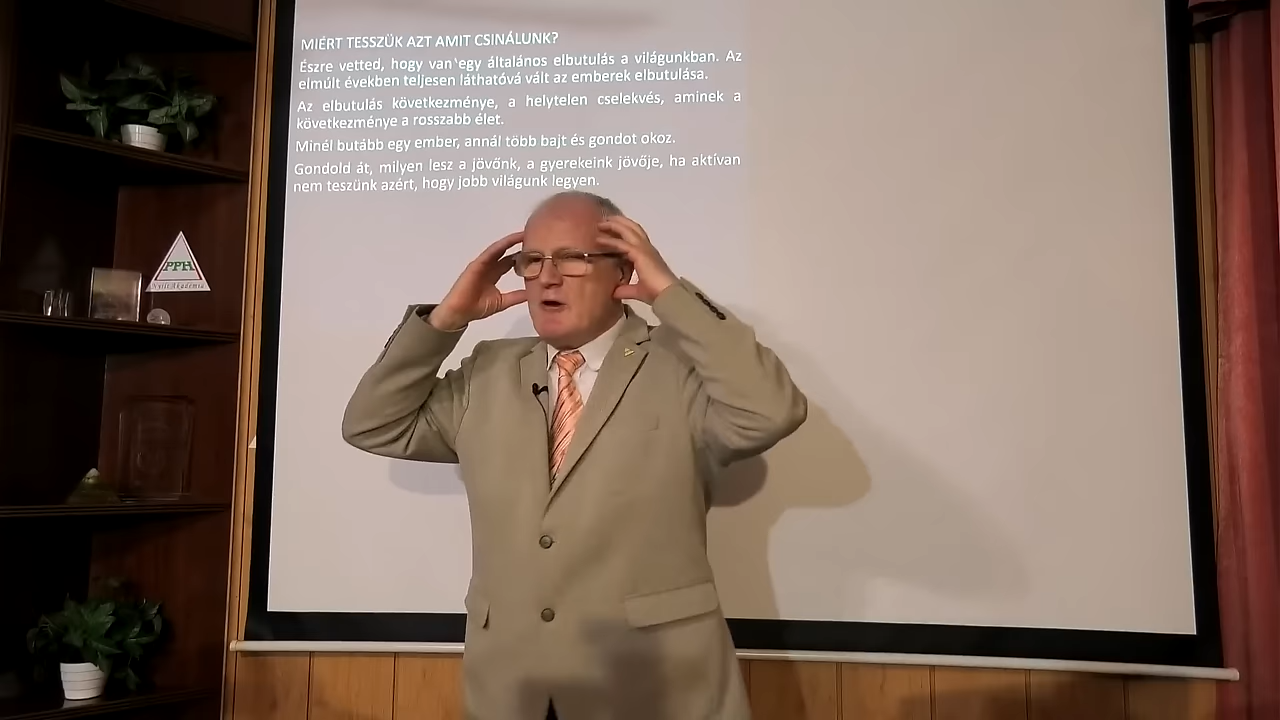 MIÉRT TESSZÜK AZT AMIT CSINÁLUNK?
Észre vetted, hogy van egy általános elbutulás a világunkban. Az
elmúlt években teljesen láthatóvá vált az emberek elbutulása.
Az elbutulás következménye, a helytelen cselekvés, aminek a
következménye a rosszabb élet.
Minél butább egy ember, annál több bajt és gondot okoz.
Gondold át, milyen lesz a jövőnk, a gyerekeink jövője, ha aktívan
nem teszünk azért, hogy jobb világunk legyen.
PPH
Nyílt Akadémia